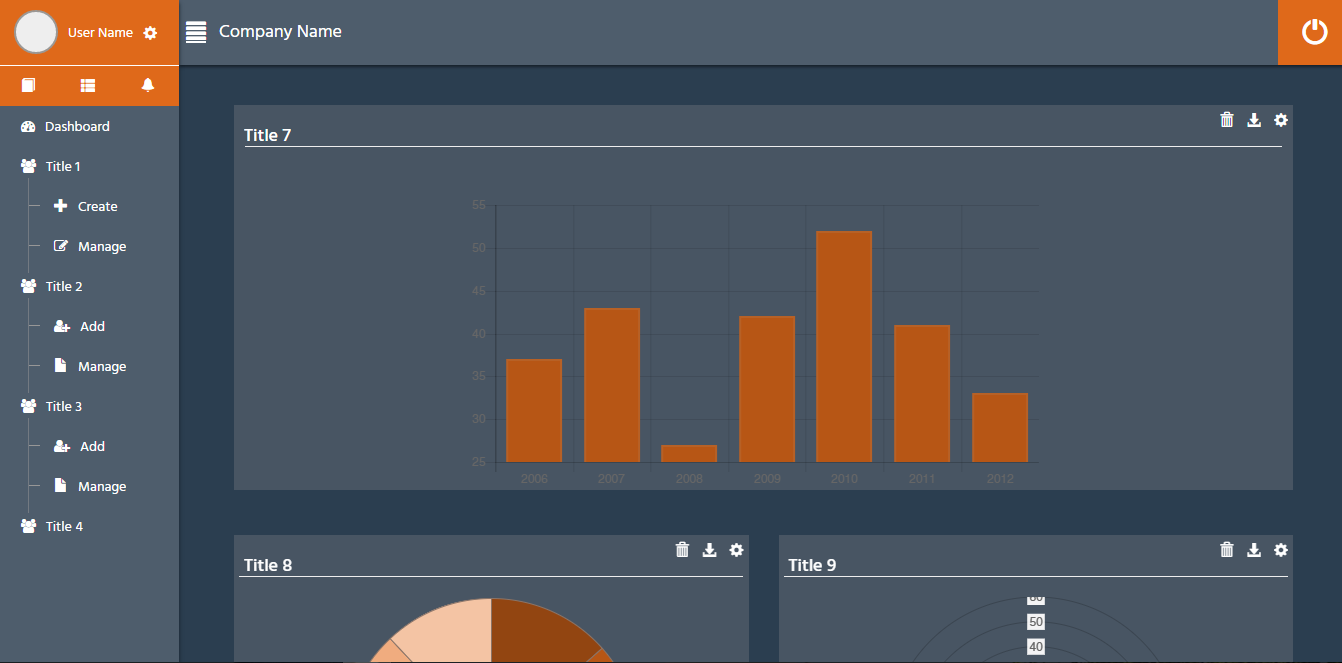 User Name
Company Name
Dashboard
Title 1
Create
Manage
Title 2
Add
Manage
Title 3
Add
Manage
Title 4
Title 7
55
50
45
40
35
30
25
2006 2007 2008 2009 2010 2011 2012
Title 8
Title 9
50
40